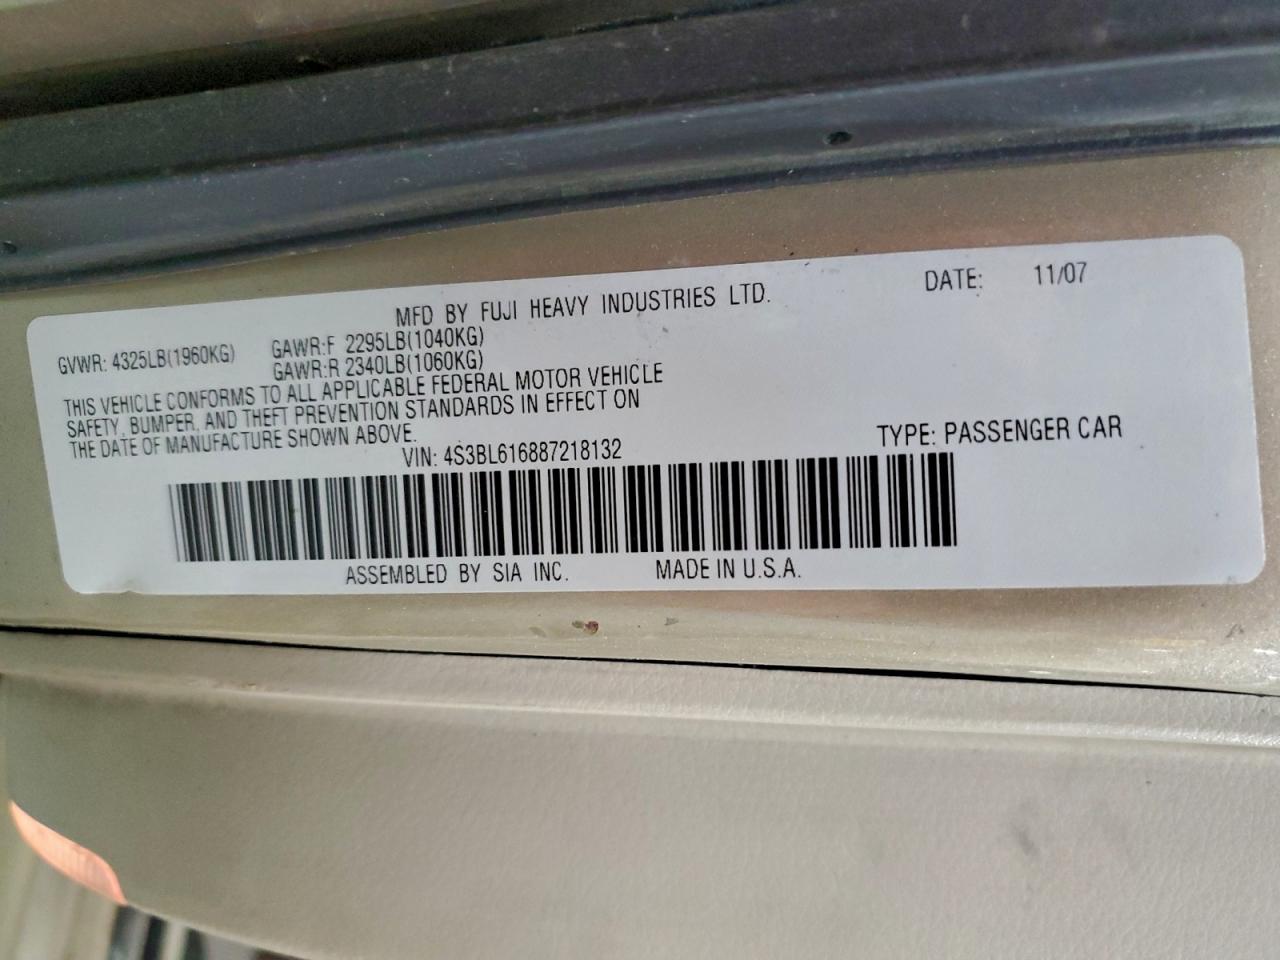 MFD BY FUJI HEAVY INDUSTRIES LTD. DATE: 11/07
GVWR: 4325LB(1960KG) GAWR:F 2295LB(1040KG)
GAWR:R 2340LB(1060KG)
THIS VEHICLE CONFORMS TO ALL APPLICABLE FEDERAL MOTOR VEHICLE
SAFETY, BUMPER, AND THEFT PREVENTION STANDARDS IN EFFECT ON
THE DATE OF MANUFACTURE SHOWN ABOVE.
VIN: 4S3BL616887218132 TYPE: PASSENGER CAR
ASSEMBLED BY SIA INC. MADE IN U.S.A.